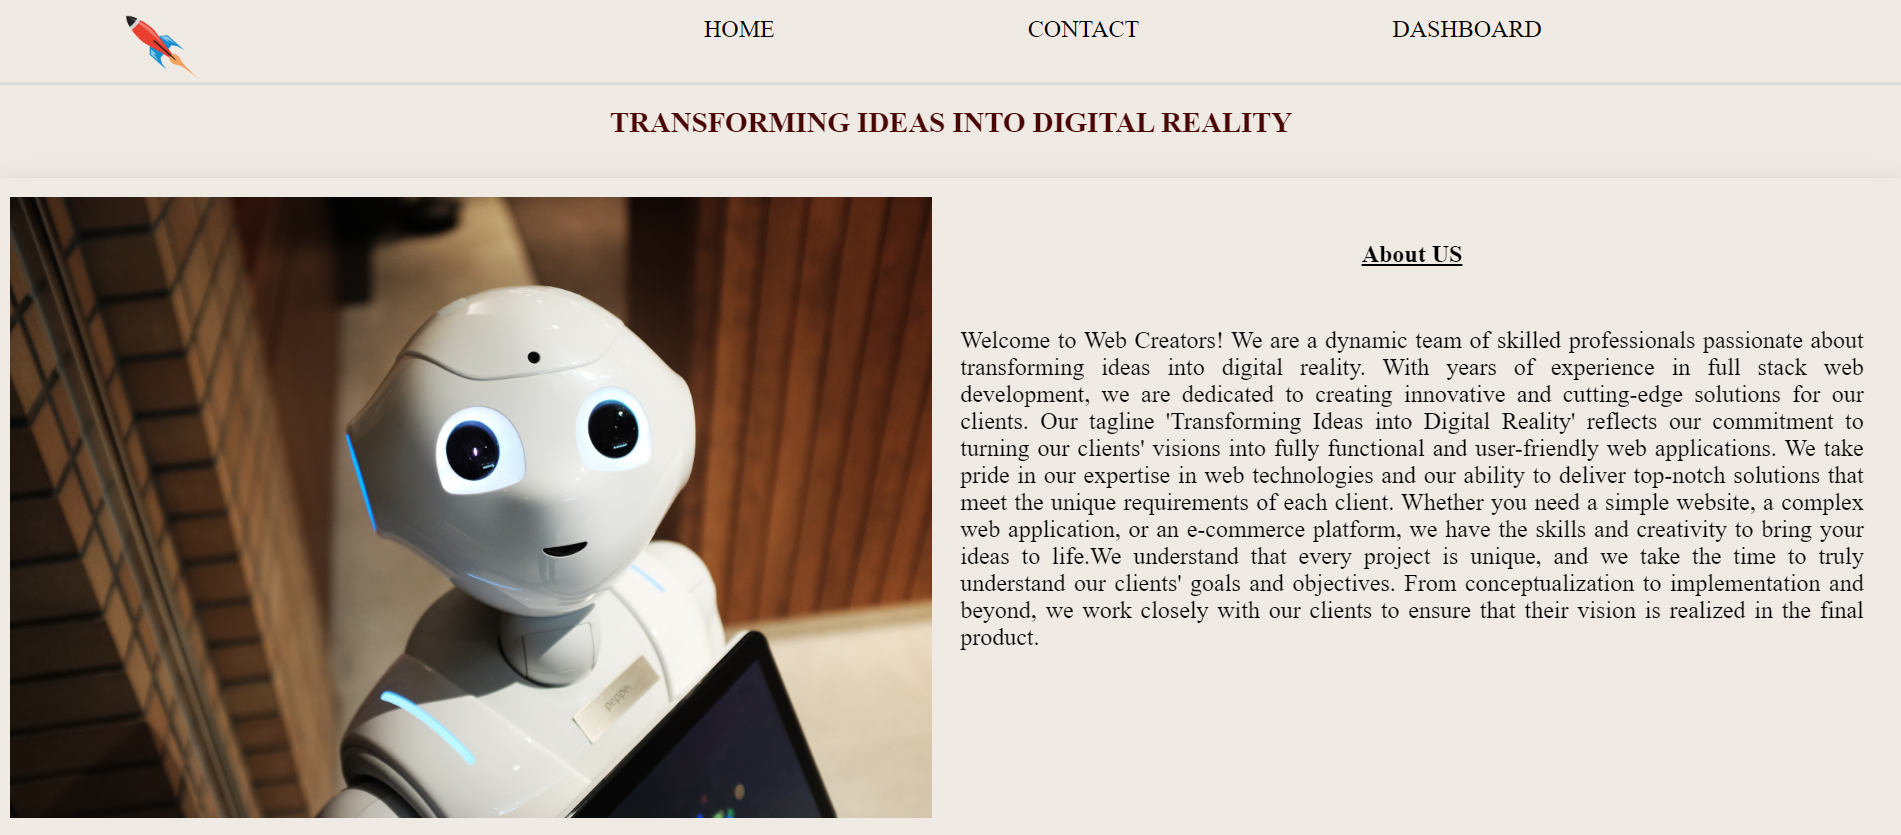 HOME CONTACT DASHBOARD
TRANSFORMING IDEAS INTO DIGITAL REALITY
About US
Welcome to Web Creators! We are a dynamic team of skilled professionals passionate about
transforming ideas into digital reality. With years of experience in full stack web
development, we are dedicated to creating innovative and cutting-edge solutions for our
clients. Our tagline 'Transforming Ideas into Digital Reality' reflects our commitment to
turning our clients' visions into fully functional and user-friendly web applications. We take
pride in our expertise in web technologies and our ability to deliver top-notch solutions that
meet the unique requirements of each client. Whether you need a simple website, a complex
web application, or an e-commerce platform, we have the skills and creativity to bring your
ideas to life.We understand that every project is unique, and we take the time to truly
understand our clients' goals and objectives. From conceptualization to implementation and
beyond, we work closely with our clients to ensure that their vision is realized in the final
product.
pepper